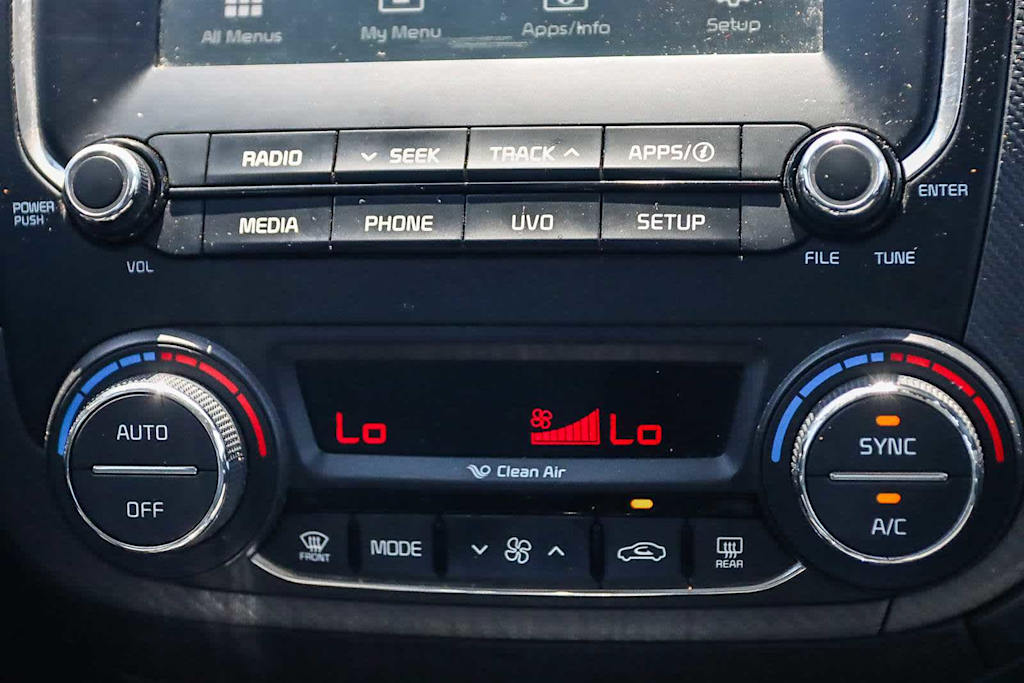 All Menus My Menu Apps/Info Setup
RADIO SEEK TRACK APPS/i
POWER
PUSH
ENTER
MEDIA PHONE UVO SETUP
VOL
FILE TUNE
AUTO
OFF
Lo Lo
Clean Air
SYNC
A/C
FRONT MODE REAR